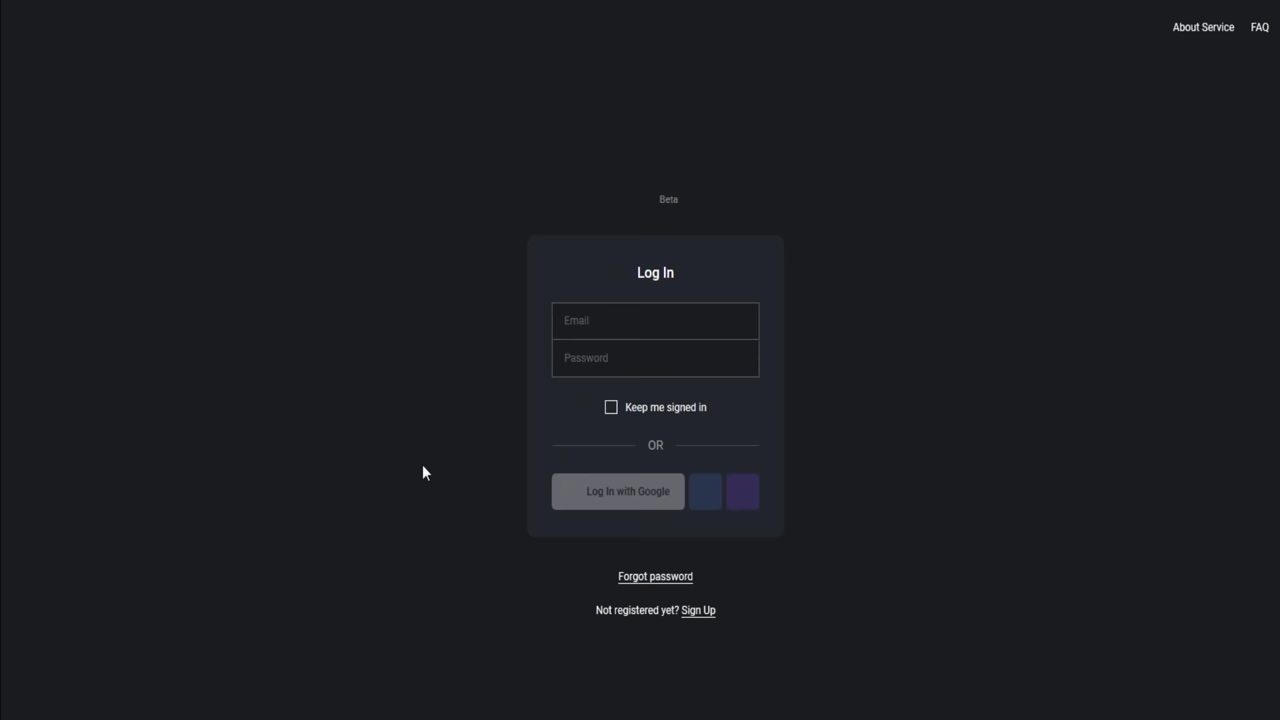 About Service FAQ
Beta
Log In
Email
Password
Keep me signed in
OR
Log In with Google
Forgot password
Not registered yet? Sign Up